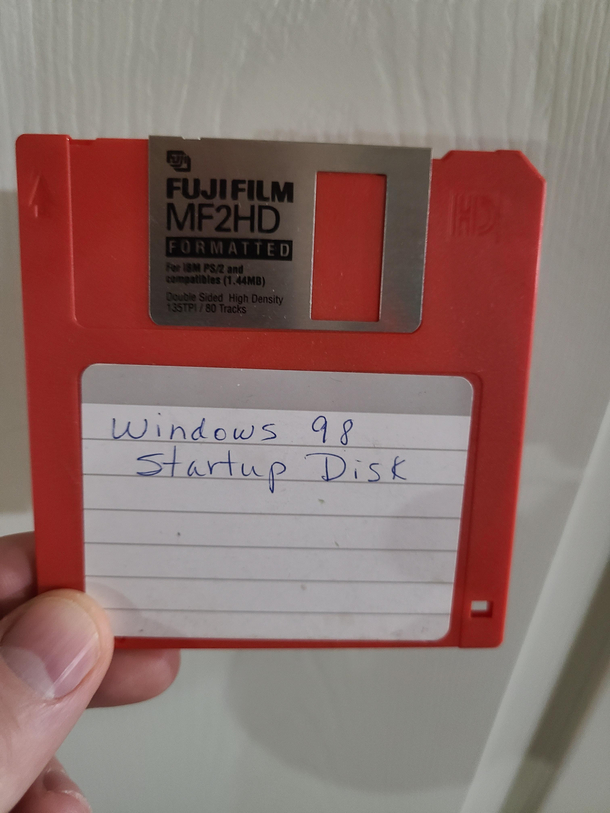 FUJI
FUJIFILM
MF2HD
FORMATTED
For IBM PS/2 and
compatibles (1.44MB)
Double Sided High Density
135TPI / 80 Tracks
HD
Windows 98
Startup Disk